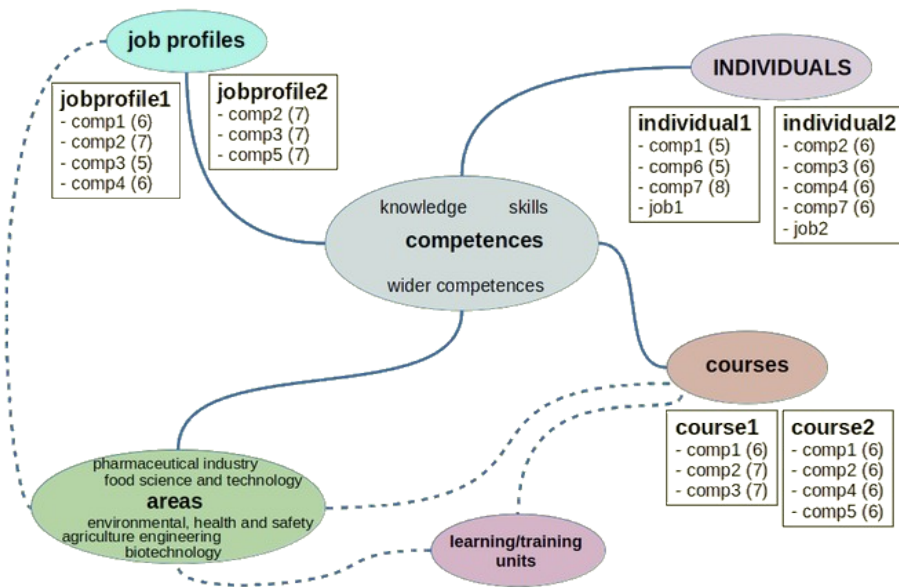 job profiles
jobprofile1
- comp1 (6)
- comp2 (7)
- comp3 (5)
- comp4 (6)
jobprofile2
- comp2 (7)
- comp3 (7)
- comp5 (7)
INDIVIDUALS
individual1
- comp1 (5)
- comp6 (5)
- comp7 (8)
- job1
individual2
- comp2 (6)
- comp3 (6)
- comp4 (6)
- comp7 (6)
- job2
knowledge skills
competences
wider competences
courses
course1
- comp1 (6)
- comp2 (7)
- comp3 (7)
course2
- comp1 (6)
- comp2 (6)
- comp4 (6)
- comp5 (6)
pharmaceutical industry
food science and technology
areas
environmental, health and safety
agriculture engineering
biotechnology
learning/training
units